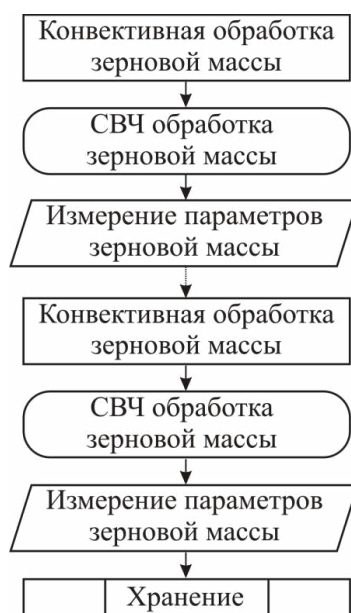 Конвективная обработка
зерновой массы
СВЧ обработка
зерновой массы
Измерение параметров
зерновой массы
Конвективная обработка
зерновой массы
СВЧ обработка
зерновой массы
Измерение параметров
зерновой массы
Хранение